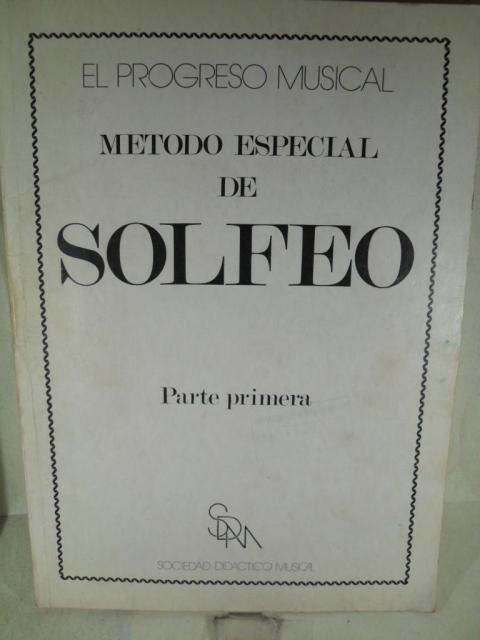 EL PROGRESO MUSICAL
METODO ESPECIAL
DE
SOLFEO
Parte primera
SDM
SOCIEDAD DIDACTICO MUSICAL